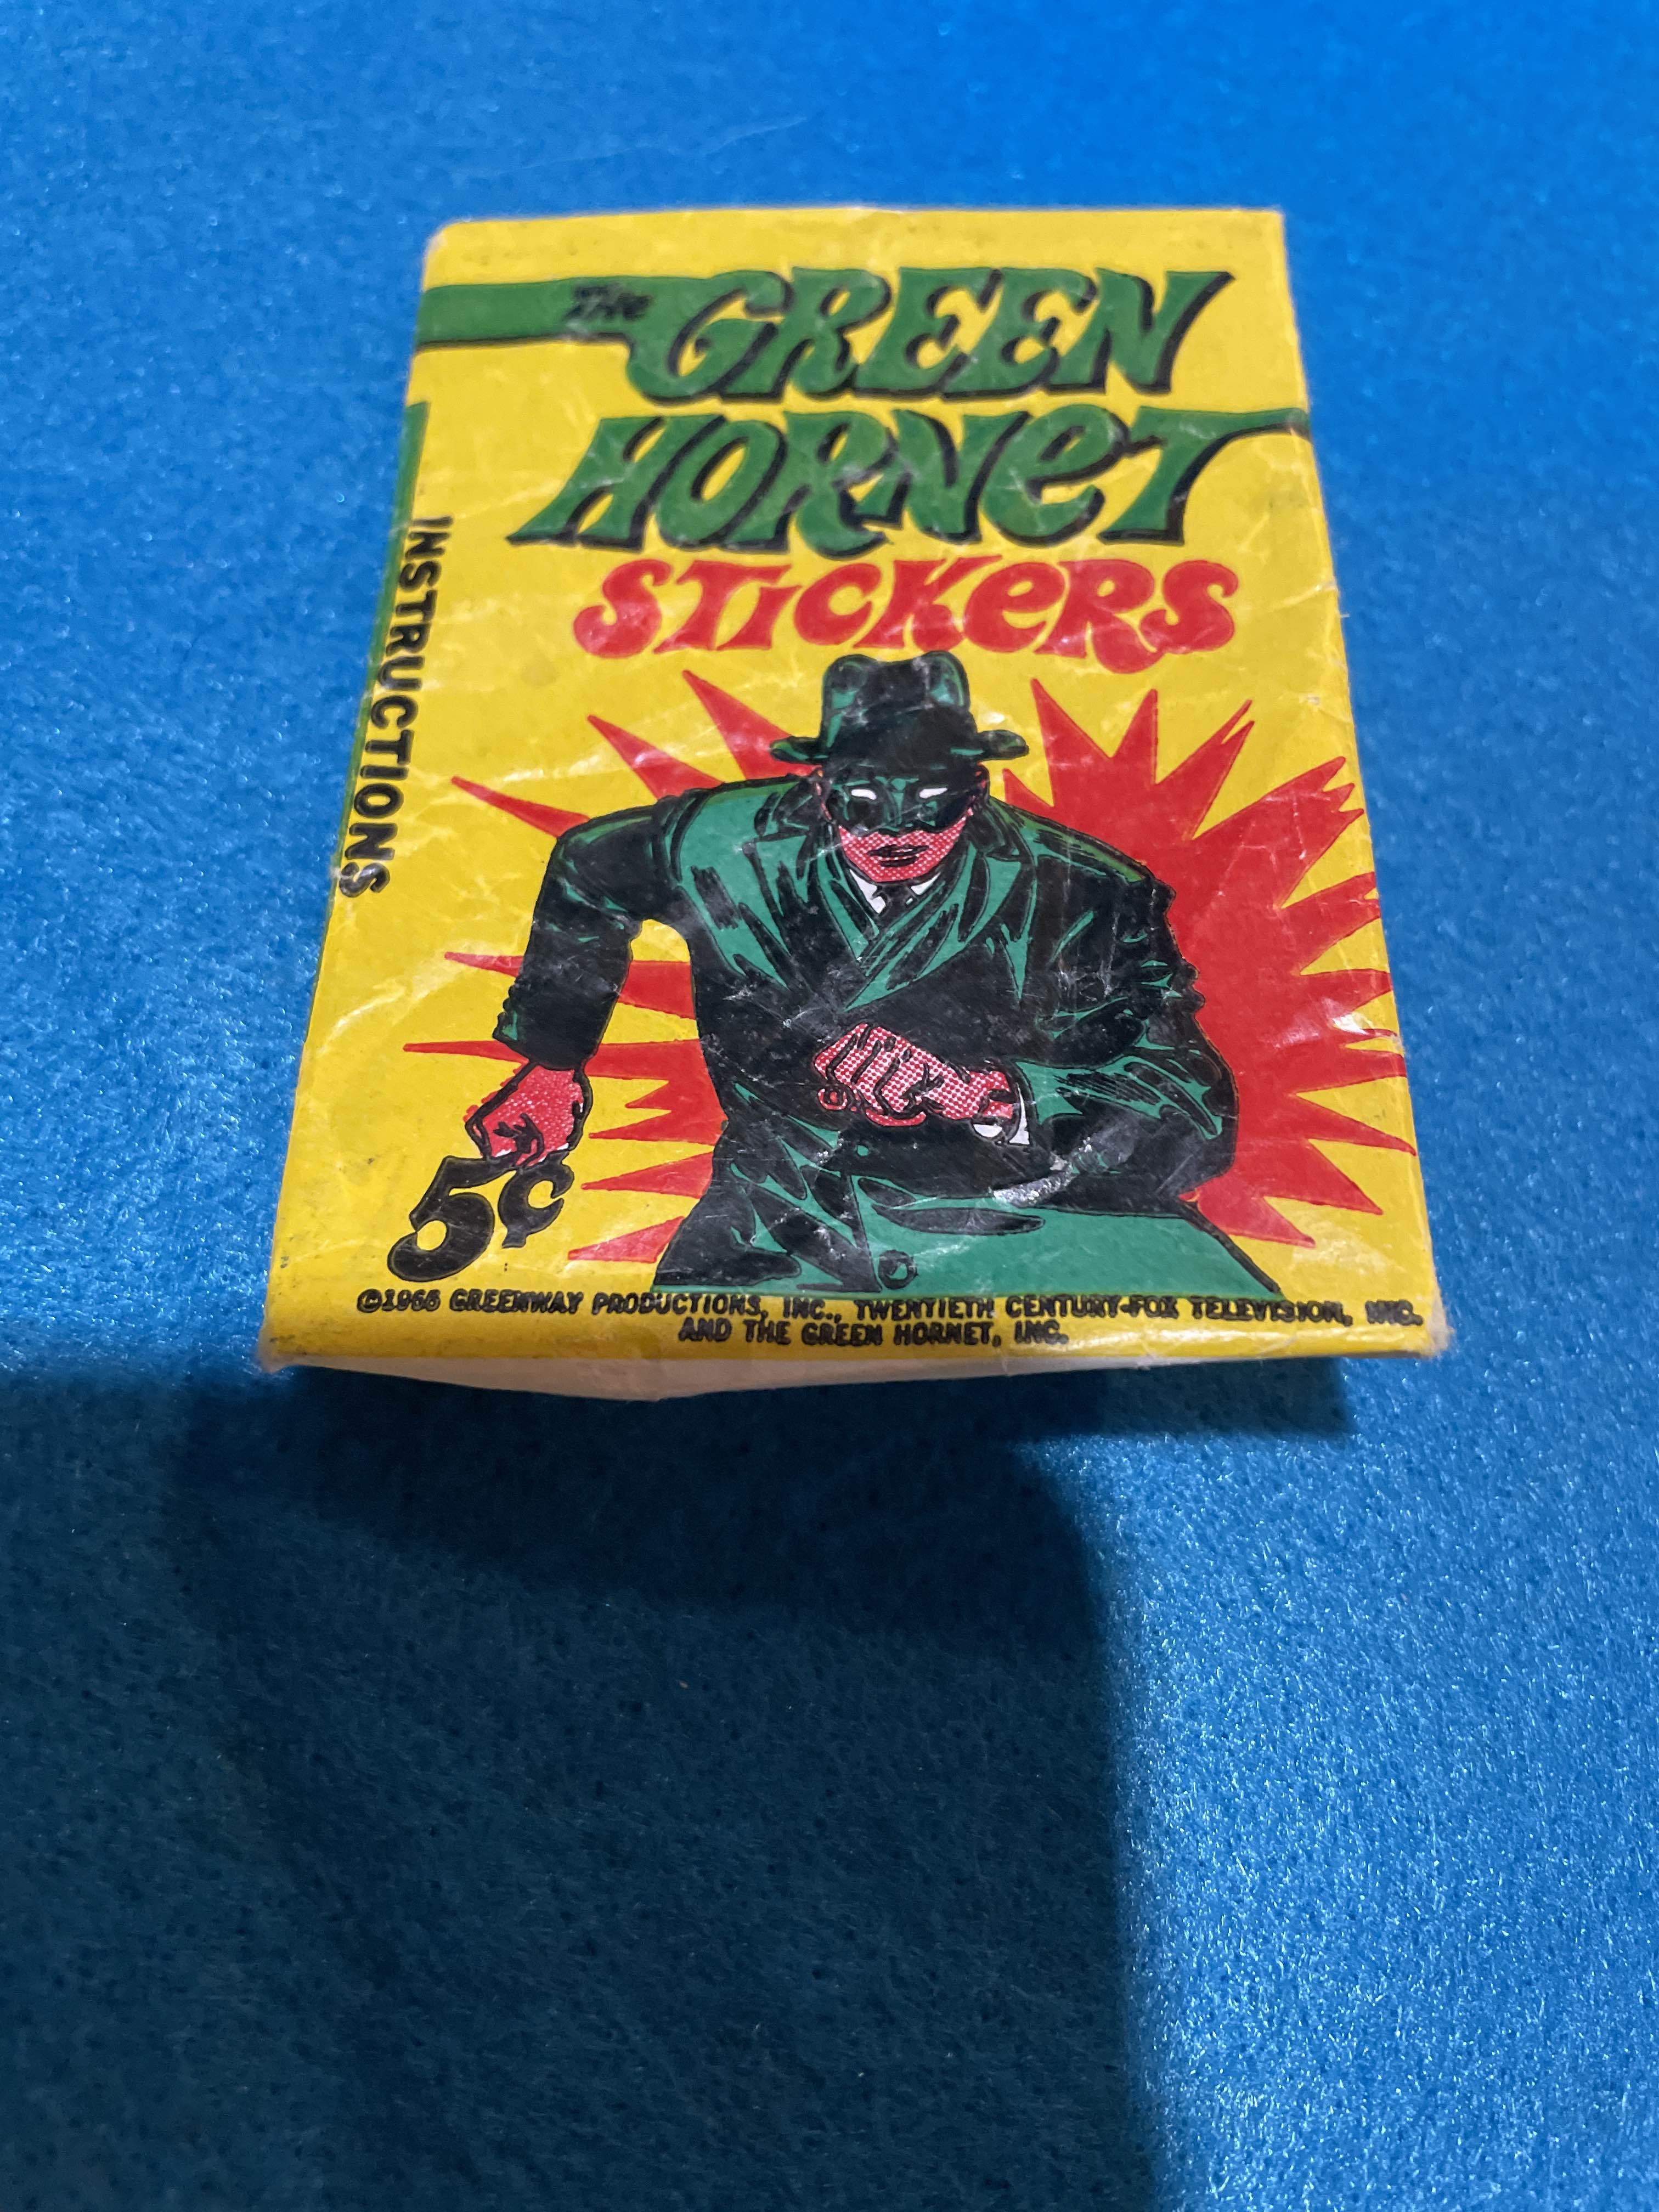 The GREEN
HORNeT
STicKeRS
INSTRUCTIONS
5¢
©1966 GREENWAY PRODUCTIONS, INC., TWENTIETH CENTURY-FOX TELEVISION, INC.
AND THE GREEN HORNET, INC.